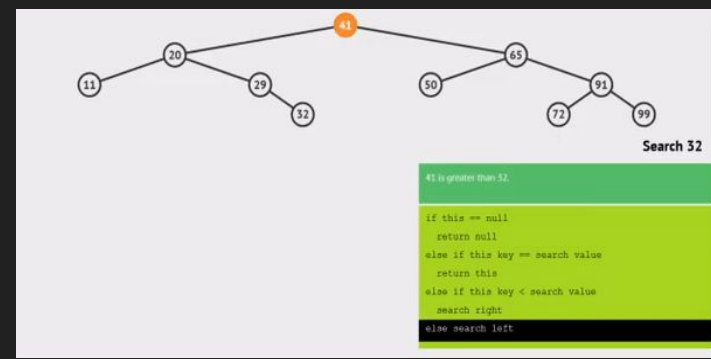 41
20
65
11
29
50
91
32
72
99
Search 32
41 is greater than 32.
if this == null
return null
else if this key == search value
return this
else if this key < search value
search right
else search left